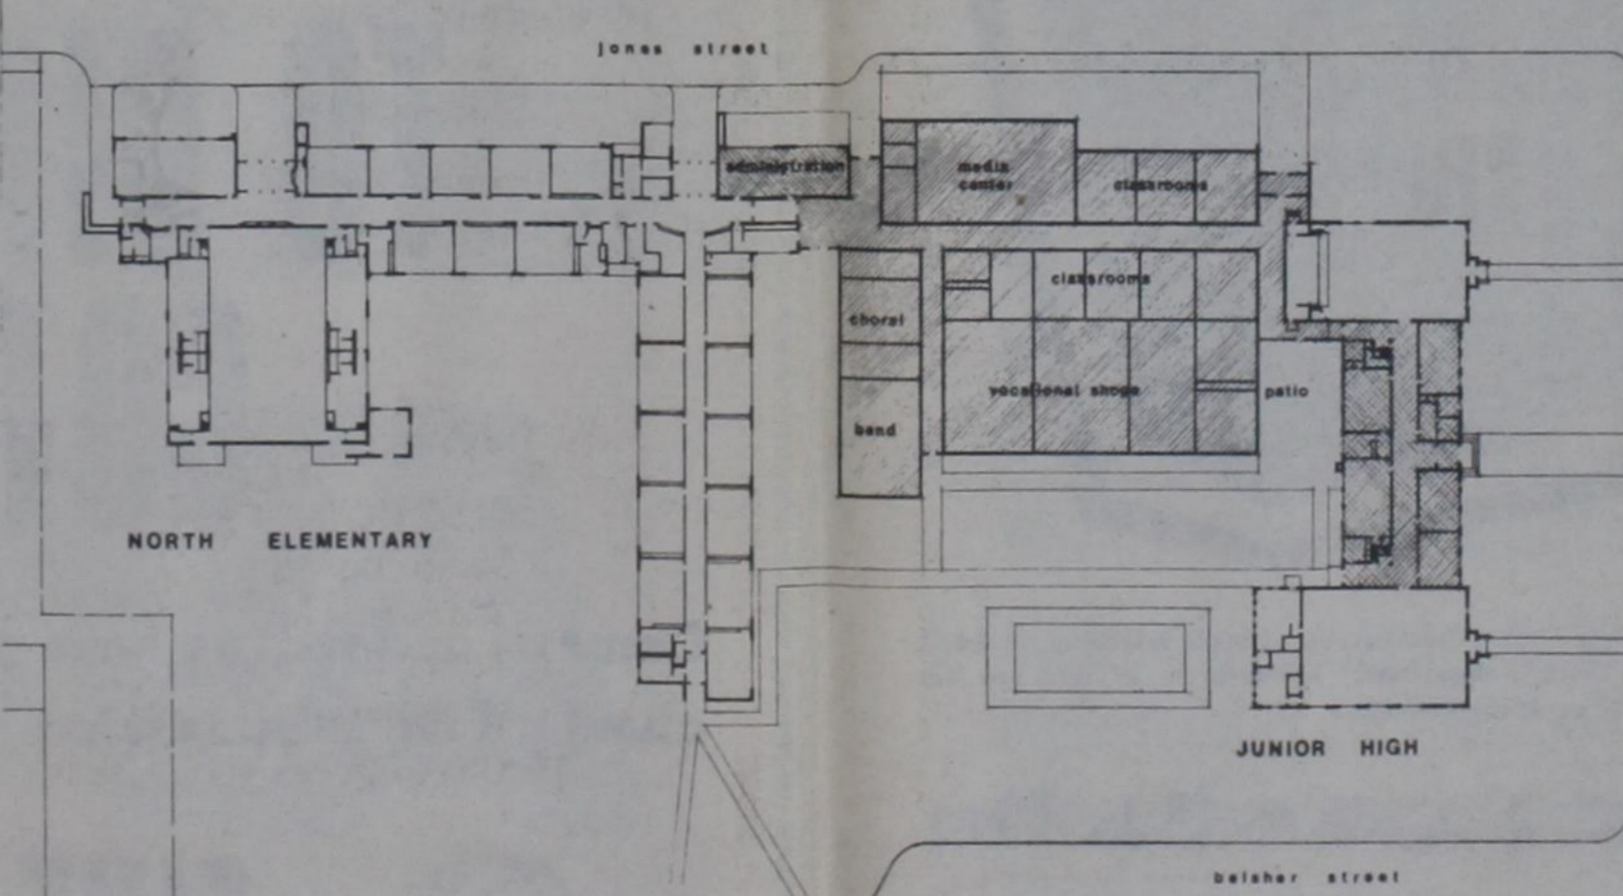 jones street
administration
media
center
classrooms
classrooms
choral
vocational shops
patio
band
NORTH ELEMENTARY
JUNIOR HIGH
belsher street